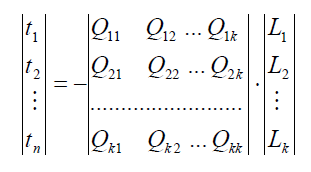 |t₁| |Q₁₁ Q₁₂ ... Q₁ₖ| |L₁|
|t₂| = − |Q₂₁ Q₂₂ ... Q₂ₖ| · |L₂|
|⋮| |..........................| |⋮|
|tₙ| |Qₖ₁ Qₖ₂ ... Qₖₖ| |Lₖ|